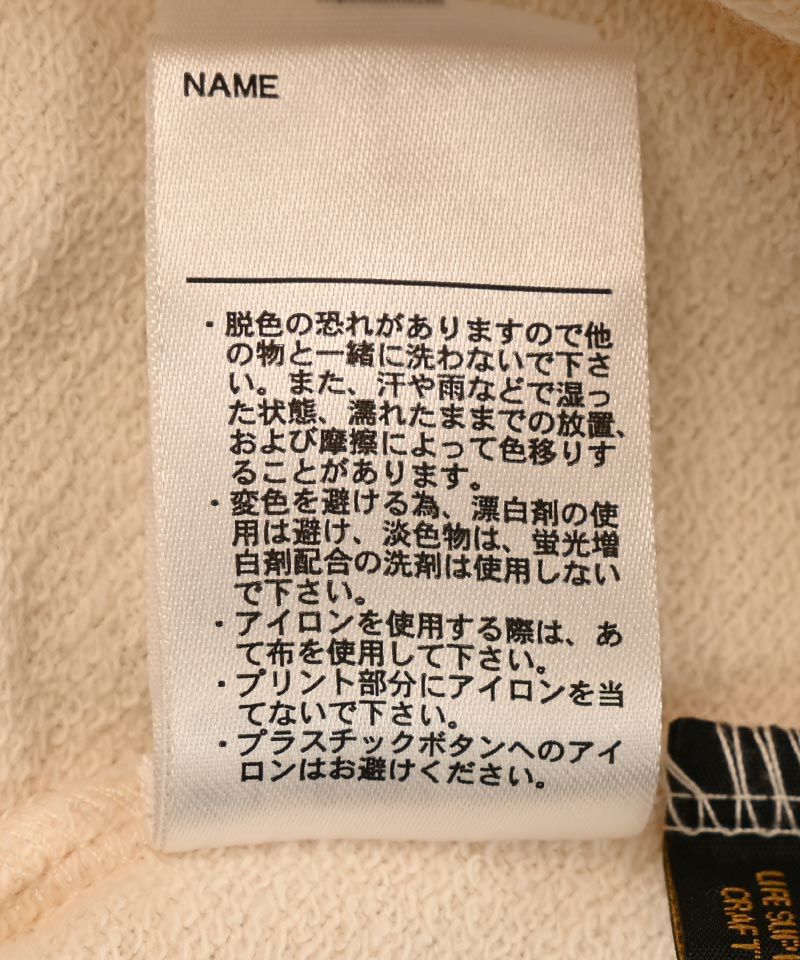 NAME
・脱色の恐れがありますので他
の物と一緒に洗わないで下さ
い。また、汗や雨などで湿っ
た状態、濡れたままでの放置、
および摩擦によって色移りす
ることがあります。
・変色を避ける為、漂白剤の使
用は避け、淡色物は、蛍光増
白剤配合の洗剤は使用しない
で下さい。
・アイロンを使用する際は、あ
て布を使用して下さい。
・プリント部分にアイロンを当
てないで下さい。
・プラスチックボタンへのアイ
ロンはお避けください。
LIFE
CRAFT